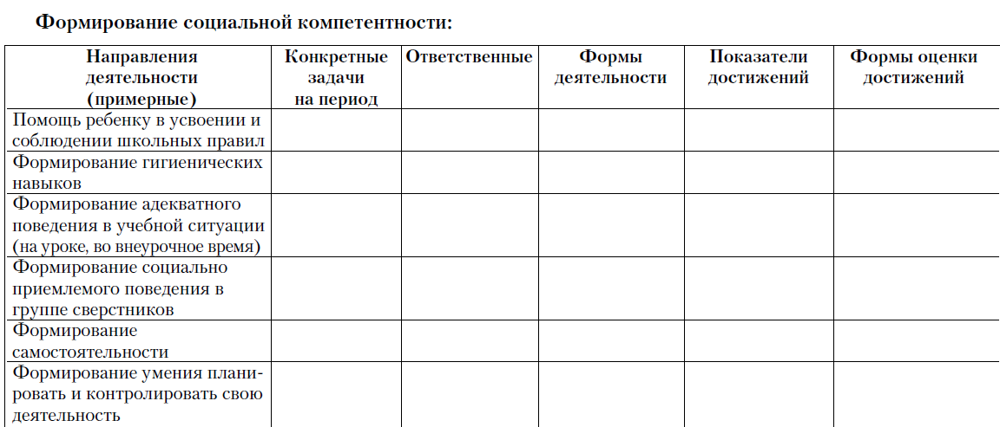 Формирование социальной компетентности:
Направления деятельности (примерные)
Конкретные задачи на период
Ответственные
Формы деятельности
Показатели достижений
Формы оценки достижений
Помощь ребенку в усвоении и
соблюдении школьных правил
Формирование гигиенических
навыков
Формирование адекватного
поведения в учебной ситуации
(на уроке, во внеурочное время)
Формирование социально
приемлемого поведения в
группе сверстников
Формирование
самостоятельности
Формирование умения плани-
ровать и контролировать свою
деятельность